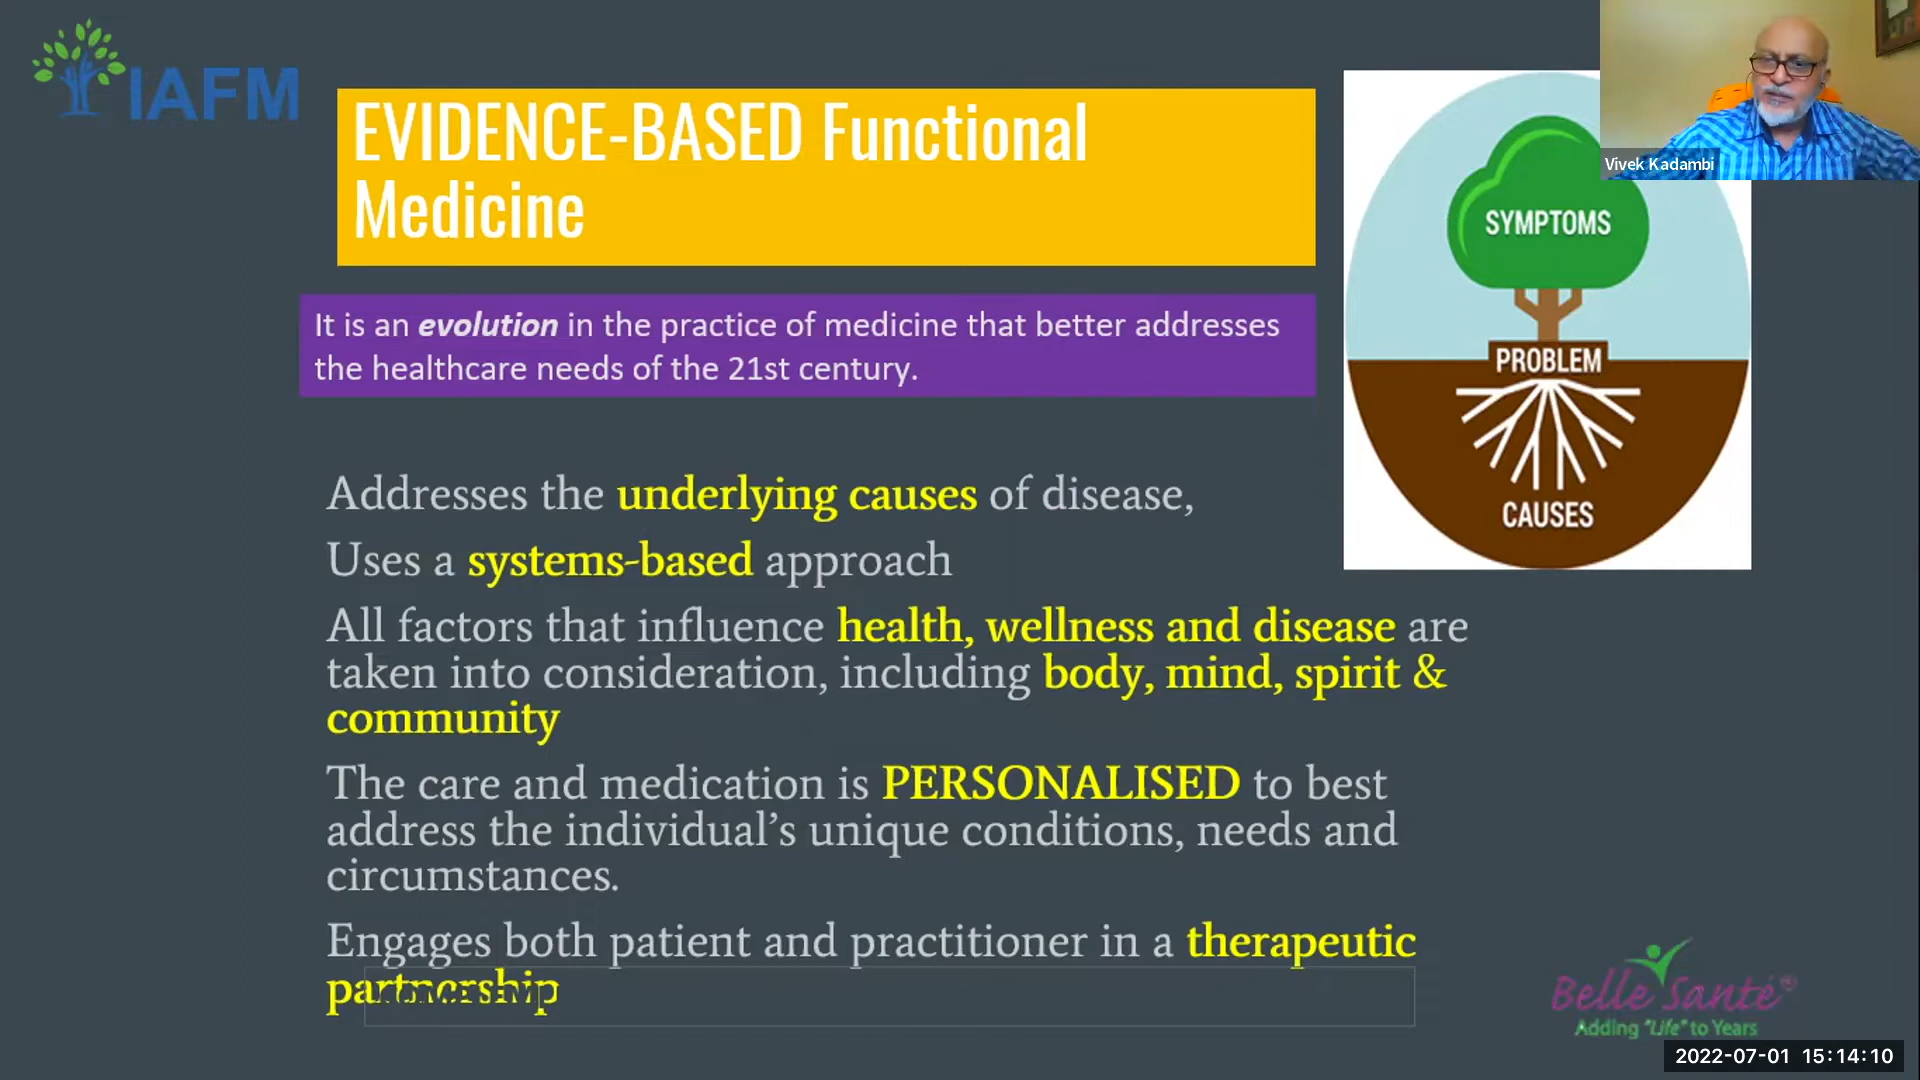 IAFM
EVIDENCE-BASED Functional
Medicine
It is an evolution in the practice of medicine that better addresses
the healthcare needs of the 21st century.
SYMPTOMS
PROBLEM
CAUSES
Vivek Kadambi
Addresses the underlying causes of disease,
Uses a systems-based approach
All factors that influence health, wellness and disease are
taken into consideration, including body, mind, spirit &
community
The care and medication is PERSONALISED to best
address the individual’s unique conditions, needs and
circumstances.
Engages both patient and practitioner in a therapeutic
partnership
Belle Santé
Adding "Life" to Years
2022-07-01 15:14:10